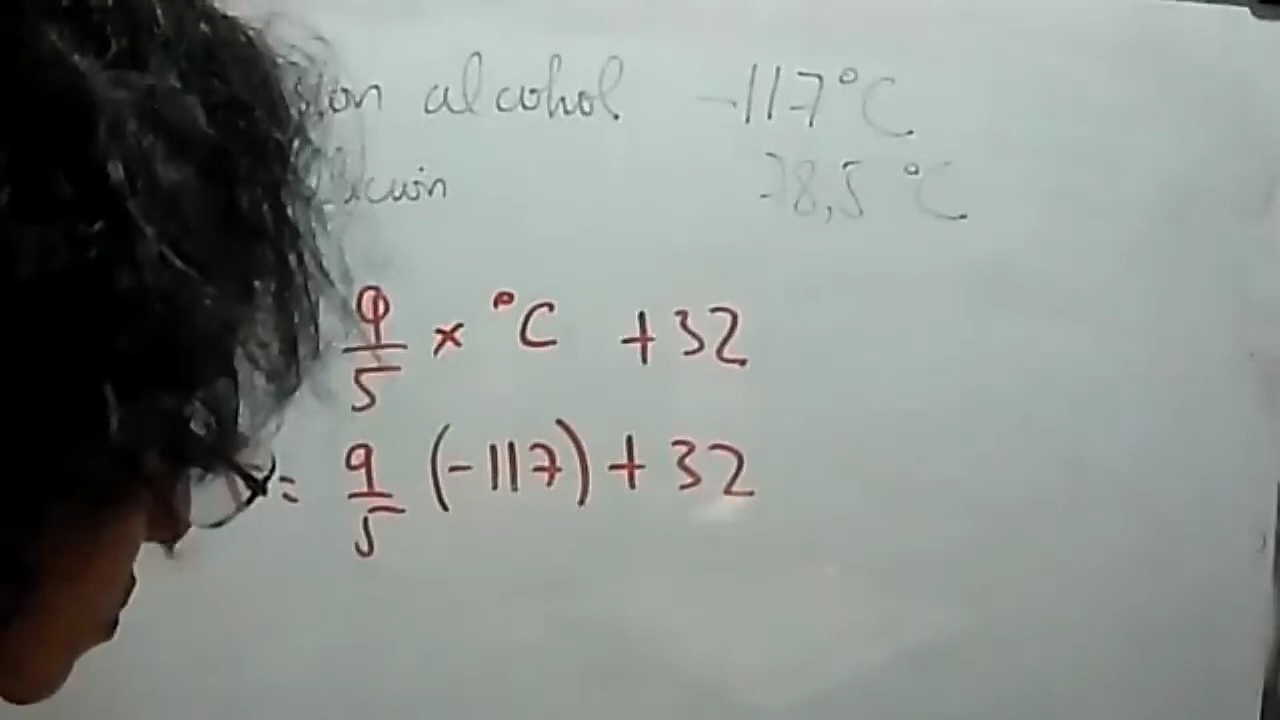 alcohol -117°C
78,5 °C
9/5 × °C +32
= 9/5 (-117) + 32